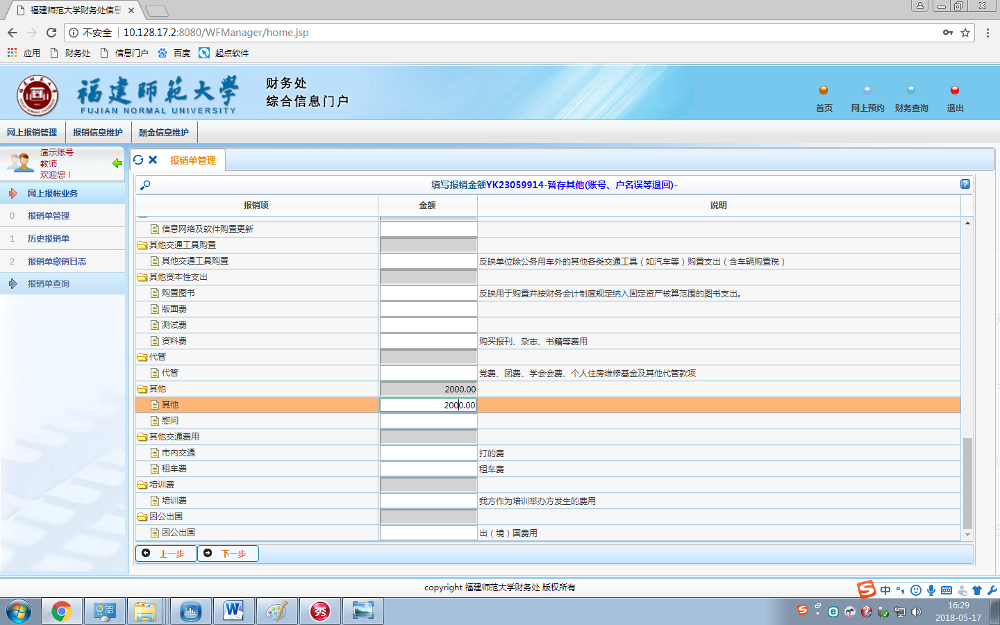 福建师范大学财务处信息
不安全 | 10.128.17.2:8080/WFManager/home.jsp
应用 财务处 信息门户 百度 起点软件
福建师范大学
FUJIAN NORMAL UNIVERSITY
财务处
综合信息门户
首页 网上预约 财务查询 退出
网上报销管理 报销信息维护 酬金信息维护
演示账号
教师
欢迎您！
网上报帐业务
0 报销单管理
1 历史报销单
2 报销单撤销日志
报销单查询
报销单管理
填写报销金额YK23059914-暂存其他(账号、户名误等退回)-
报销项 金额 说明
信息网络及软件购置更新
其他交通工具购置
其他交通工具购置 反映单位除公务用车外的其他各类交通工具（如汽车等）购置支出（含车辆购置税）
其他资本性支出
购置图书 反映用于购置并按财务会计制度规定纳入固定资产核算范围的图书支出。
版面费
测试费
资料费 购买报刊、杂志、书籍等费用
代管
代管 党费、团费、学会会费、个人住房维修基金及其他代管款项
其他 2000.00
其他 2000.00
慰问
其他交通费用
市内交通 打的费
租车费 租车费
培训费
培训费 我方作为培训举办方发生的费用
因公出国
因公出国 出（境）国费用
上一步 下一步
copyright 福建师范大学财务处 版权所有
中
秀
16:29
2018-05-17